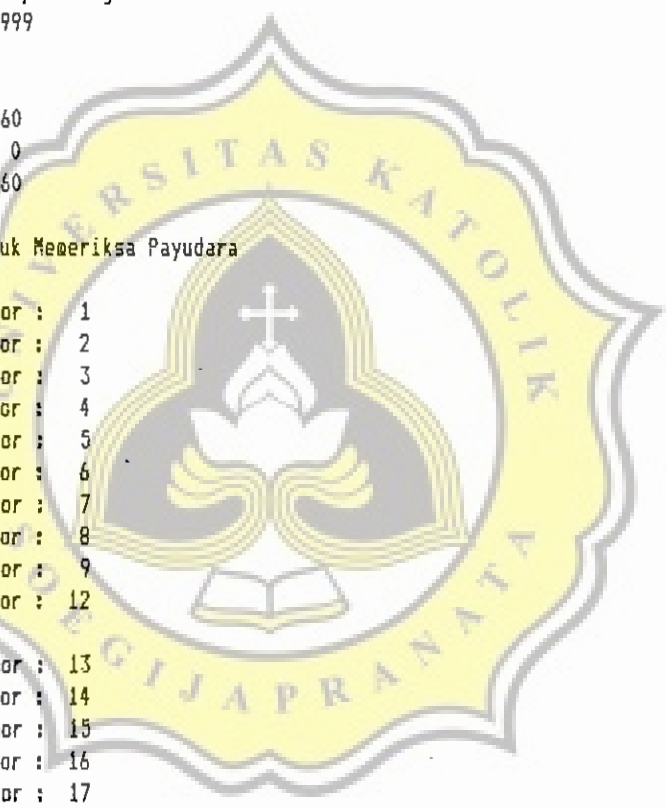 999
60
0
60
uk Memeriksa Payudara
or : 1
or : 2
or : 3
or : 4
or : 5
or : 6
or : 7
or : 8
or : 9
or : 12
or : 13
or : 14
or : 15
or : 16
or : 17
UNIVERSITAS KATOLIK
SOEGIJAPRANATA